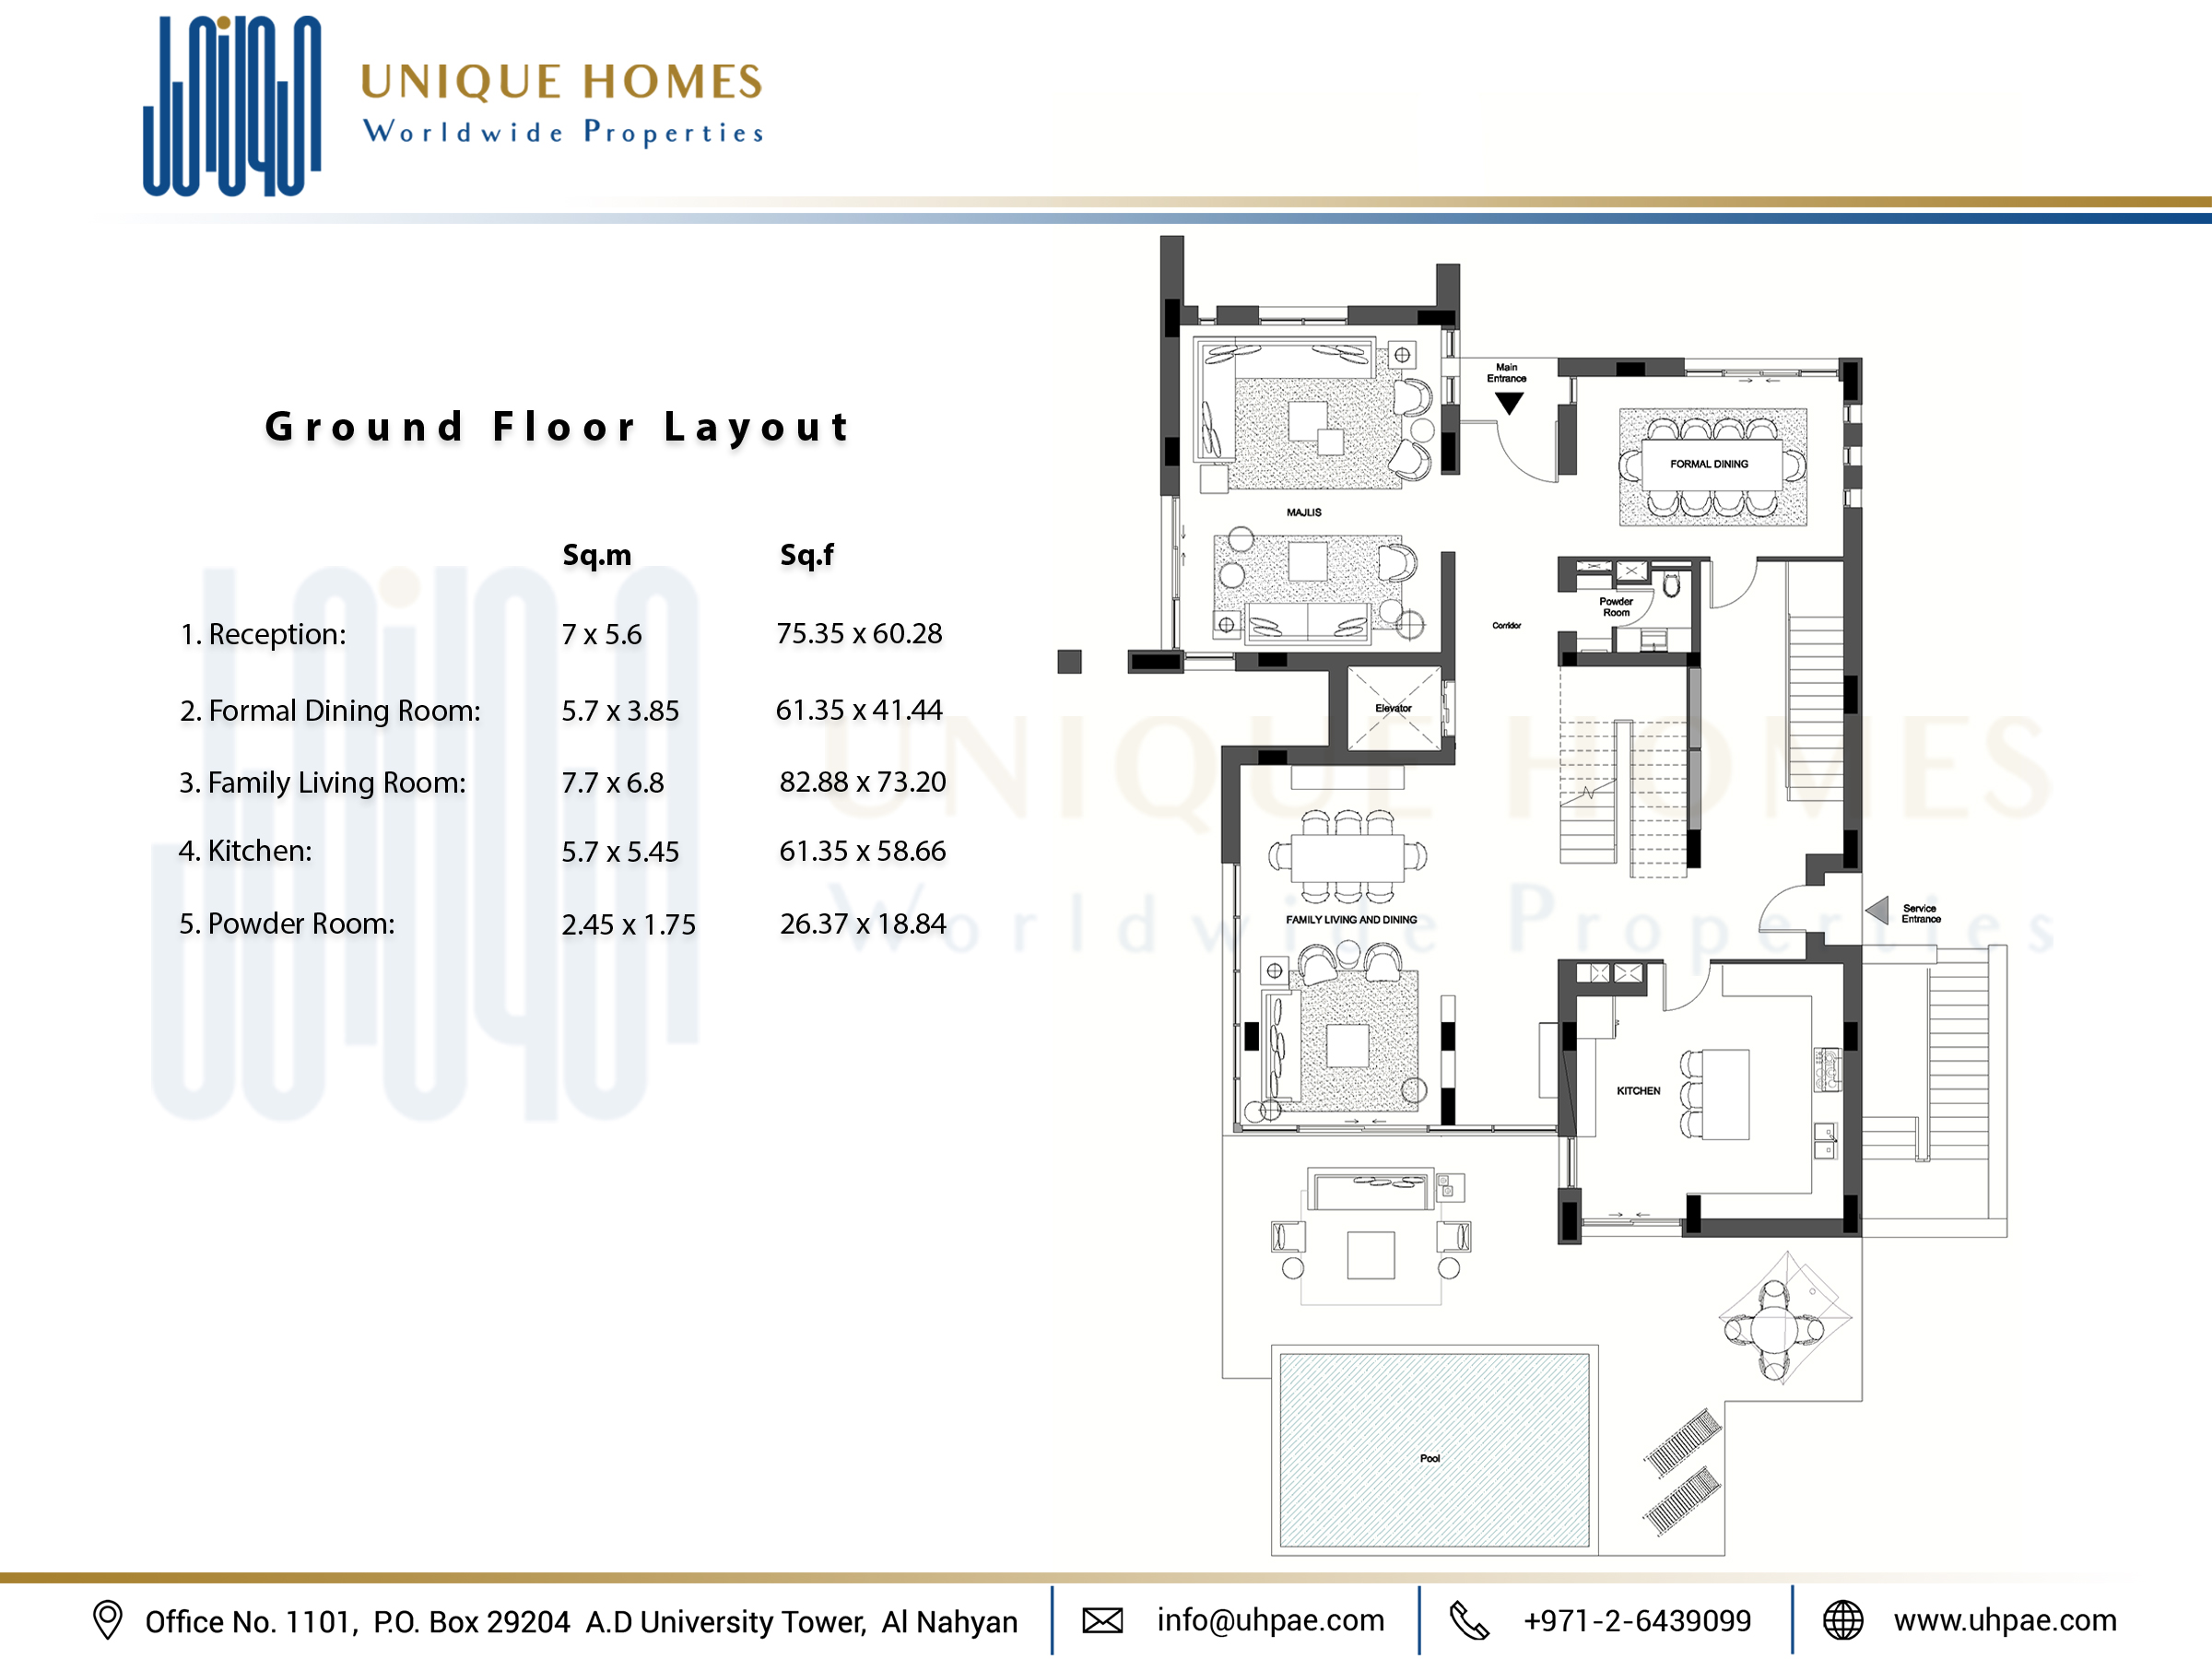 UNIQUE HOMES
Worldwide Properties
Ground Floor Layout
Sq.m Sq.f
1. Reception: 7 x 5.6 75.35 x 60.28
2. Formal Dining Room: 5.7 x 3.85 61.35 x 41.44
3. Family Living Room: 7.7 x 6.8 82.88 x 73.20
4. Kitchen: 5.7 x 5.45 61.35 x 58.66
5. Powder Room: 2.45 x 1.75 26.37 x 18.84
Main
Entrance
FORMAL DINING
MAJLIS
Powder
Room
Corridor
Elevator
UNIQUE HOMES
Worldwide Properties
FAMILY LIVING AND DINING
Service
Entrance
KITCHEN
Pool
Office No. 1101, P.O. Box 29204 A.D University Tower, Al Nahyan
info@uhpae.com
+971-2-6439099
www.uhpae.com